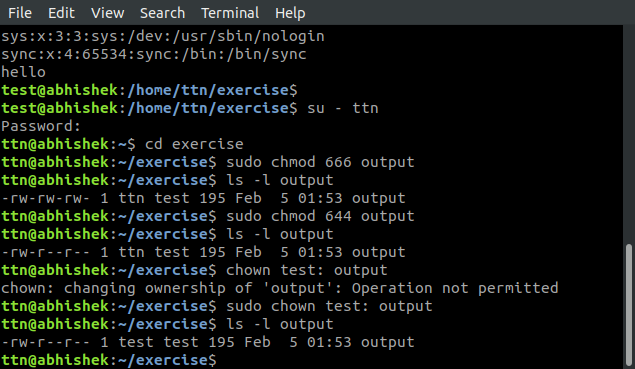 File Edit View Search Terminal Help
sys:x:3:3:sys:/dev:/usr/sbin/nologin
sync:x:4:65534:sync:/bin:/bin/sync
hello
test@abhishek:/home/ttn/exercise$
test@abhishek:/home/ttn/exercise$ su - ttn
Password:
ttn@abhishek:~$ cd exercise
ttn@abhishek:~/exercise$ sudo chmod 666 output
ttn@abhishek:~/exercise$ ls -l output
-rw-rw-rw- 1 ttn test 195 Feb  5 01:53 output
ttn@abhishek:~/exercise$ sudo chmod 644 output
ttn@abhishek:~/exercise$ ls -l output
-rw-r--r-- 1 ttn test 195 Feb  5 01:53 output
ttn@abhishek:~/exercise$ chown test: output
chown: changing ownership of 'output': Operation not permitted
ttn@abhishek:~/exercise$ sudo chown test: output
ttn@abhishek:~/exercise$ ls -l output
-rw-r--r-- 1 test test 195 Feb  5 01:53 output
ttn@abhishek:~/exercise$